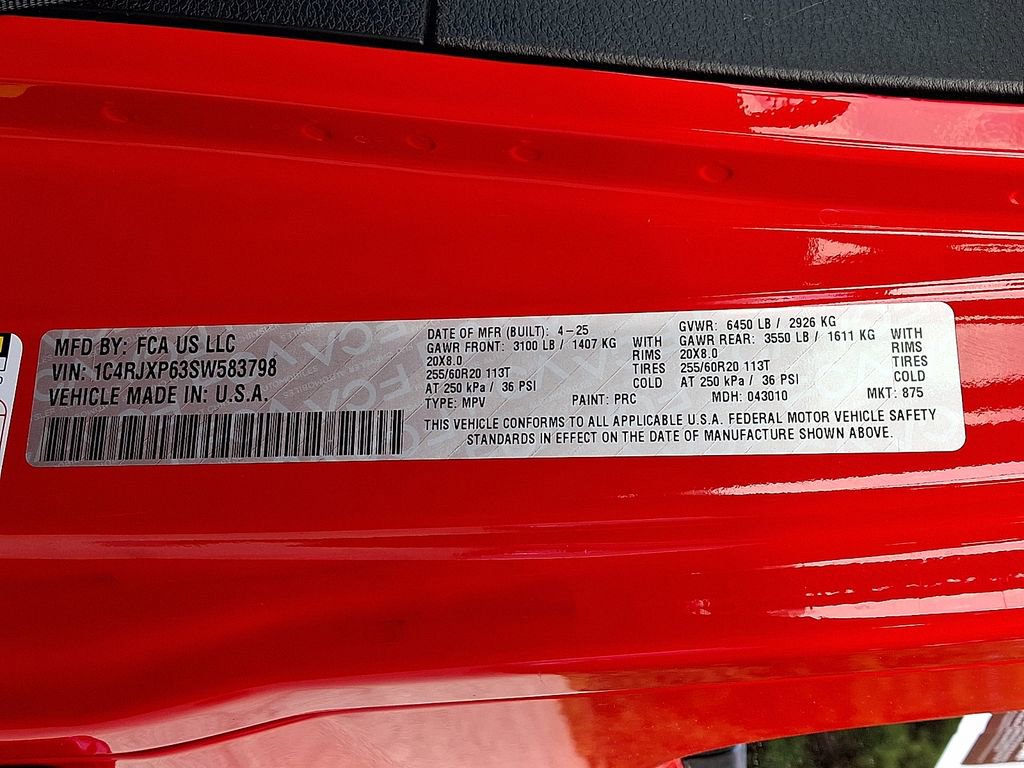 MFD BY: FCA US LLC
VIN: 1C4RJXP63SW583798
VEHICLE MADE IN: U.S.A.
DATE OF MFR (BUILT): 4-25
GAWR FRONT: 3100 LB / 1407 KG WITH
20X8.0 RIMS
255/60R20 113T TIRES
AT 250 kPa / 36 PSI COLD
GVWR: 6450 LB / 2926 KG
GAWR REAR: 3550 LB / 1611 KG WITH
20X8.0 RIMS
255/60R20 113T TIRES
AT 250 kPa / 36 PSI COLD
TYPE: MPV PAINT: PRC MDH: 043010 MKT: 875
THIS VEHICLE CONFORMS TO ALL APPLICABLE U.S.A. FEDERAL MOTOR VEHICLE SAFETY
STANDARDS IN EFFECT ON THE DATE OF MANUFACTURE SHOWN ABOVE.